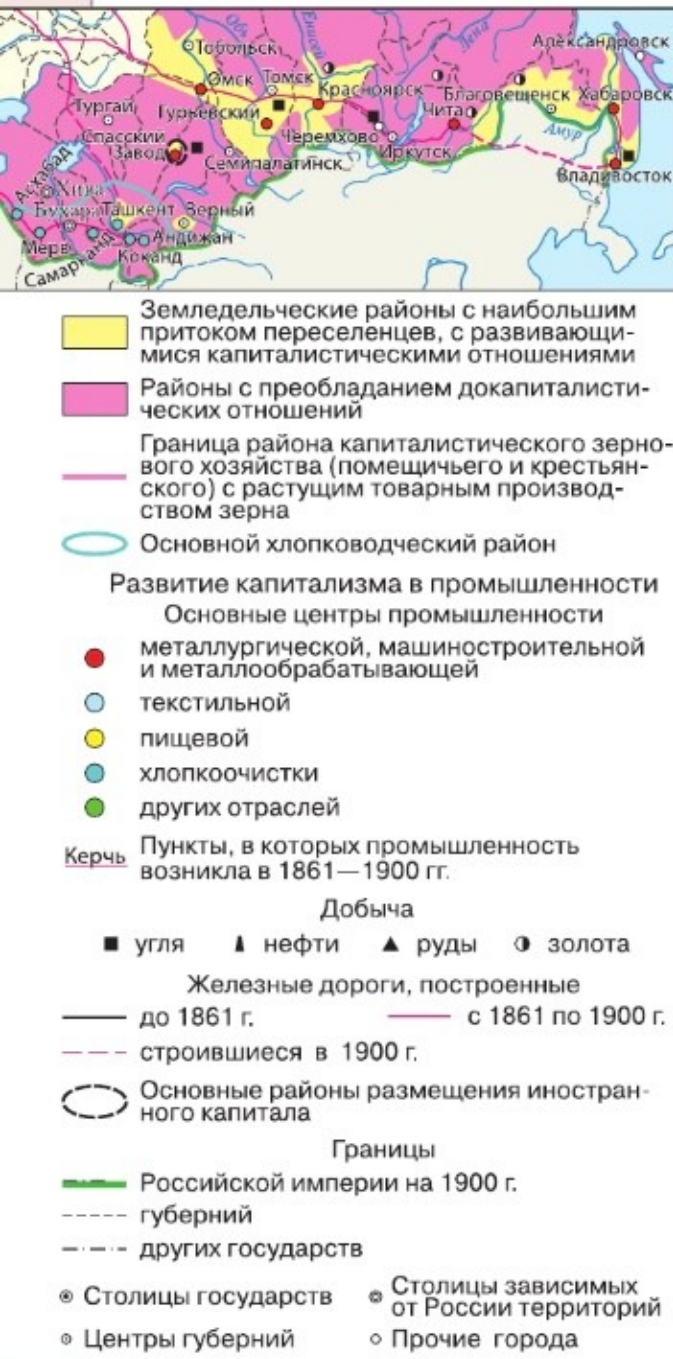 Тобольск
Обь
Енисей
Лена
Александровск
Омск
Томск
Красноярск
Благовещенск
Хабаровск
Тургай
Гурьевский
Чита
Спасский
Завод
Черемхово
Иркутск
Амур
Семипалатинск
Владивосток
Асхабад
Хива
Бухара
Ташкент
Верный
Мерв
Андижан
Самарканд
Коканд
Земледельческие районы с наибольшим
притоком переселенцев, с развивающи-
мися капиталистическими отношениями
Районы с преобладанием докапиталисти-
ческих отношений
Граница района капиталистического зерно-
вого хозяйства (помещичьего и крестьян-
ского) с растущим товарным производ-
ством зерна
Основной хлопководческий район
Развитие капитализма в промышленности
Основные центры промышленности
металлургической, машиностроительной
и металлообрабатывающей
текстильной
пищевой
хлопкоочистки
других отраслей
Керчь Пункты, в которых промышленность
возникла в 1861—1900 гг.
Добыча
угля нефти руды золота
Железные дороги, построенные
до 1861 г. с 1861 по 1900 г.
строившиеся в 1900 г.
Основные районы размещения иностран-
ного капитала
Границы
Российской империи на 1900 г.
губерний
других государств
Столицы государств
Столицы зависимых
от России территорий
Центры губерний
Прочие города